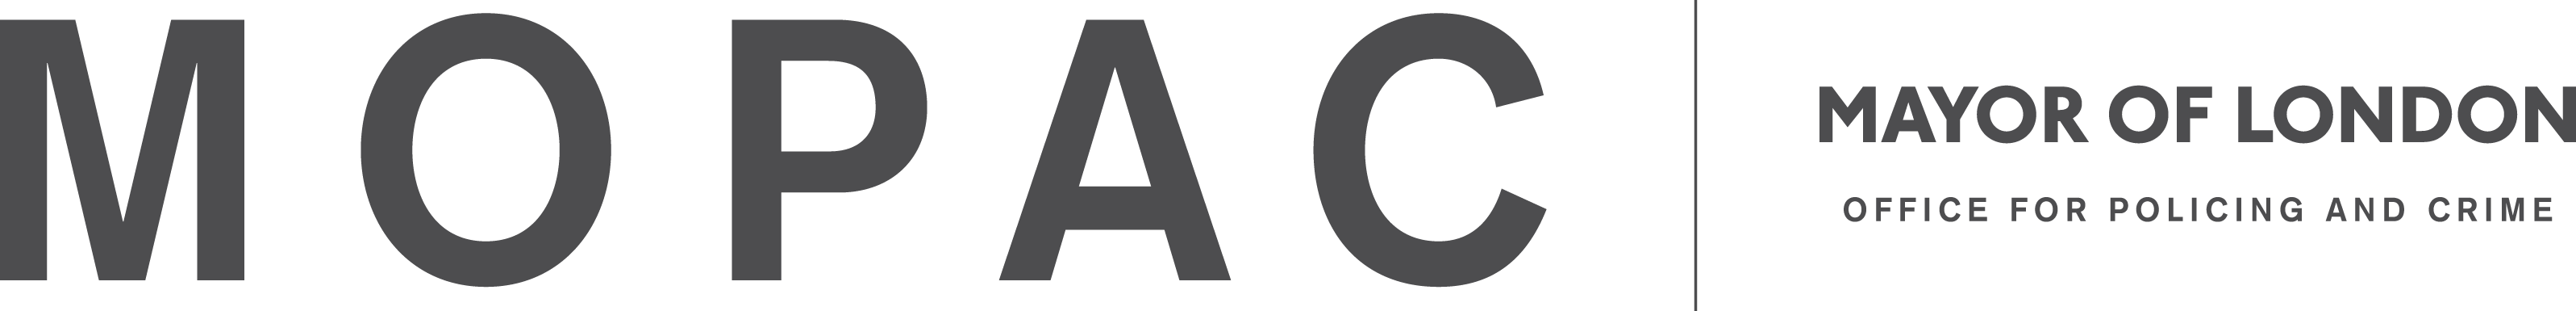 MOPAC
MAYOR OF LONDON
OFFICE FOR POLICING AND CRIME